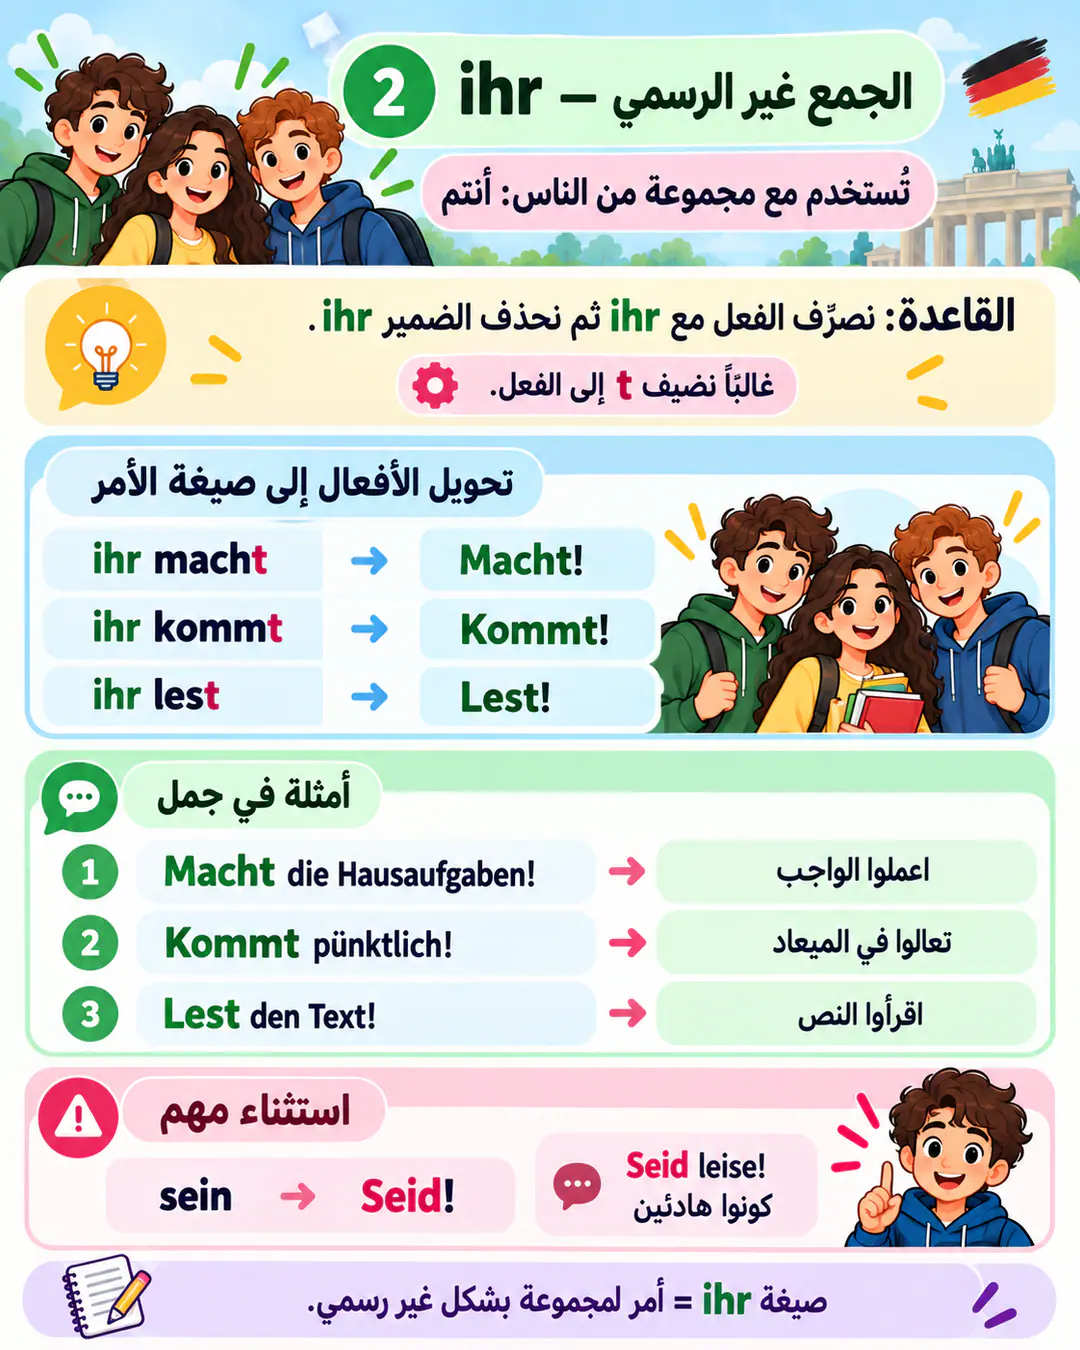 2
ihr – الجمع غير الرسمي
تُستخدم مع مجموعة من الناس: أنتم
القاعدة: نصرِّف الفعل مع ihr ثم نحذف الضمير ihr.
غالبًا نضيف t إلى الفعل.
تحويل الأفعال إلى صيغة الأمر
ihr macht → Macht!
ihr kommt → Kommt!
ihr lest → Lest!
أمثلة في جمل
1 Macht die Hausaufgaben! → اعملوا الواجب
2 Kommt pünktlich! → تعالوا في الميعاد
3 Lest den Text! → اقرأوا النص
استثناء مهم
sein → Seid!
Seid leise!
كونوا هادئين
صيغة ihr = أمر لمجموعة بشكل غير رسمي.